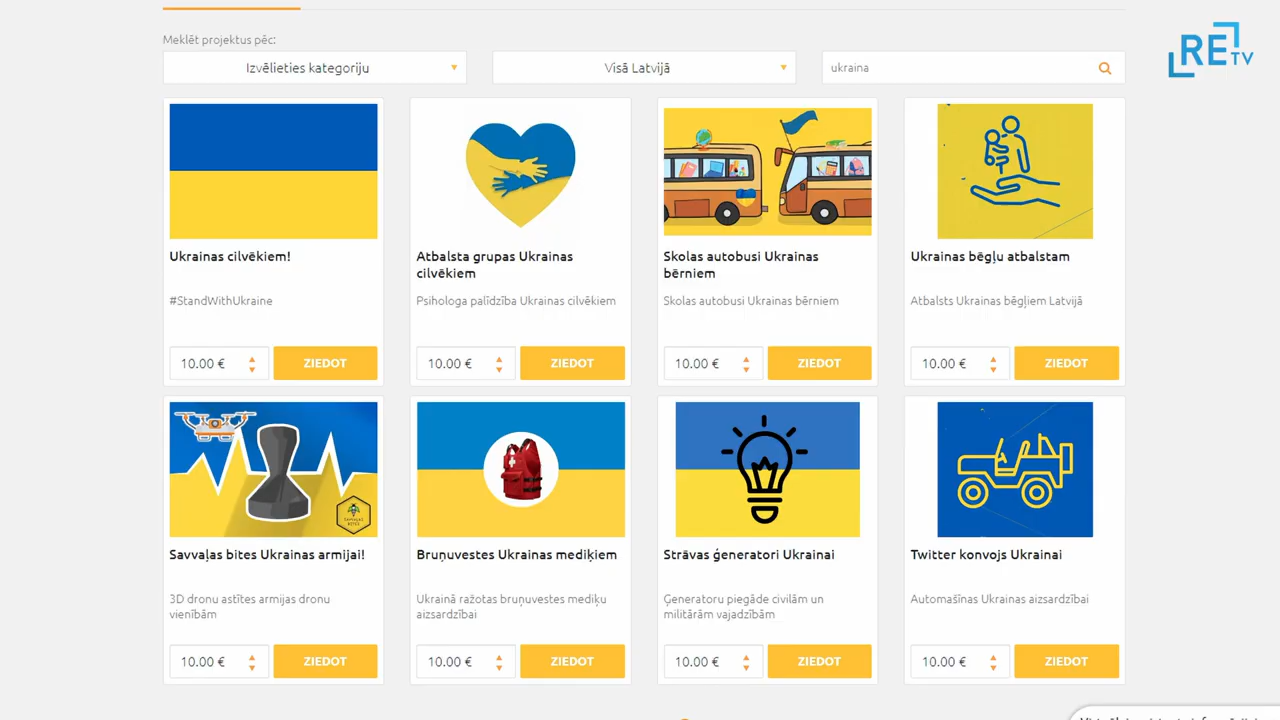 Meklēt projektus pēc:
Izvēlieties kategoriju
Visā Latvijā
ukraina
RE TV
Ukrainas cilvēkiem!
#StandWithUkraine
10.00 €
ZIEDOT
Atbalsta grupas Ukrainas
cilvēkiem
Psihologa palīdzība Ukrainas cilvēkiem
10.00 €
ZIEDOT
Skolas autobusi Ukrainas
bērniem
Skolas autobusi Ukrainas bērniem
10.00 €
ZIEDOT
Ukrainas bēgļu atbalstam
Atbalsts Ukrainas bēgļiem Latvijā
10.00 €
ZIEDOT
Savvaļas bites Ukrainas armijai!
3D dronu astītes armijas dronu
vienībām
10.00 €
ZIEDOT
Bruņuvestes Ukrainas mediķiem
Ukrainā ražotas bruņuvestes mediķu
aizsardzībai
10.00 €
ZIEDOT
Strāvas ģeneratori Ukrainai
Ģeneratoru piegāde civilām un
militārām vajadzībām
10.00 €
ZIEDOT
Twitter konvojs Ukrainai
Automašīnas Ukrainas aizsardzībai
10.00 €
ZIEDOT